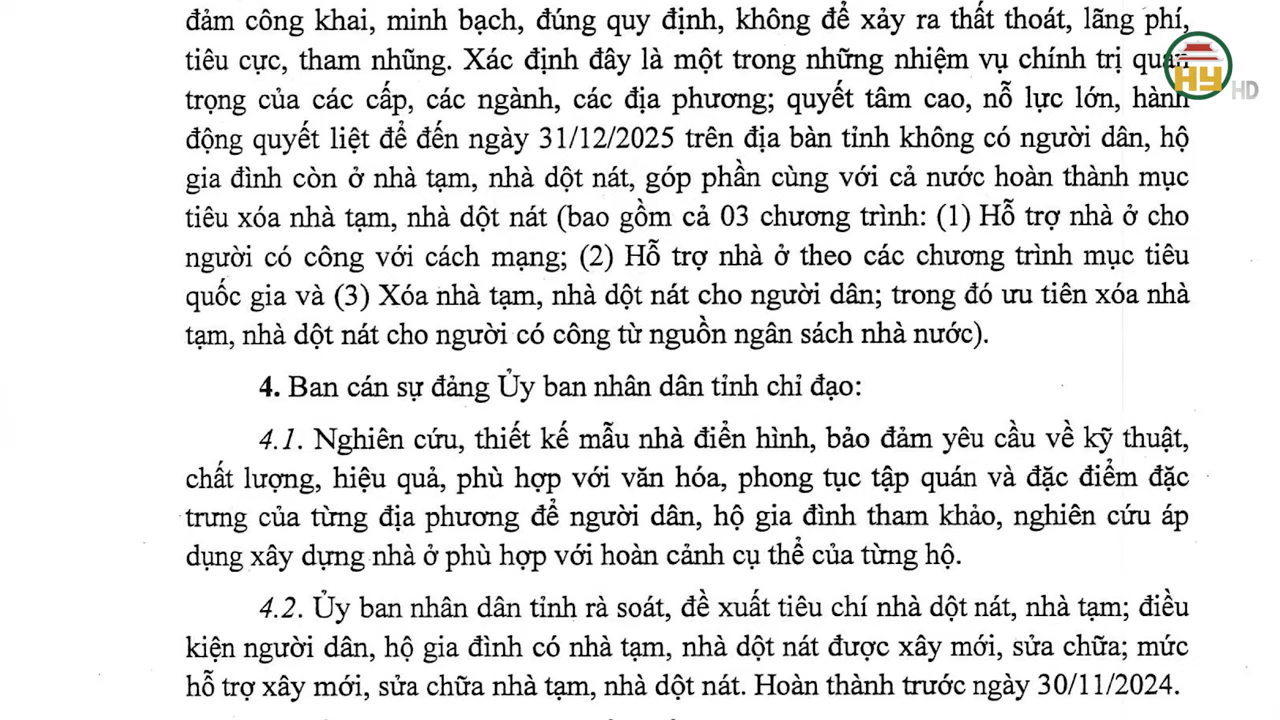 đảm công khai, minh bạch, đúng quy định, không để xảy ra thất thoát, lãng phí,
tiêu cực, tham nhũng. Xác định đây là một trong những nhiệm vụ chính trị quan
trọng của các cấp, các ngành, các địa phương; quyết tâm cao, nỗ lực lớn, hành
động quyết liệt để đến ngày 31/12/2025 trên địa bàn tỉnh không có người dân, hộ
gia đình còn ở nhà tạm, nhà dột nát, góp phần cùng với cả nước hoàn thành mục
tiêu xóa nhà tạm, nhà dột nát (bao gồm cả 03 chương trình: (1) Hỗ trợ nhà ở cho
người có công với cách mạng; (2) Hỗ trợ nhà ở theo các chương trình mục tiêu
quốc gia và (3) Xóa nhà tạm, nhà dột nát cho người dân; trong đó ưu tiên xóa nhà
tạm, nhà dột nát cho người có công từ nguồn ngân sách nhà nước).
4. Ban cán sự đảng Ủy ban nhân dân tỉnh chỉ đạo:
4.1. Nghiên cứu, thiết kế mẫu nhà điển hình, bảo đảm yêu cầu về kỹ thuật,
chất lượng, hiệu quả, phù hợp với văn hóa, phong tục tập quán và đặc điểm đặc
trưng của từng địa phương để người dân, hộ gia đình tham khảo, nghiên cứu áp
dụng xây dựng nhà ở phù hợp với hoàn cảnh cụ thể của từng hộ.
4.2. Ủy ban nhân dân tỉnh rà soát, đề xuất tiêu chí nhà dột nát, nhà tạm; điều
kiện người dân, hộ gia đình có nhà tạm, nhà dột nát được xây mới, sửa chữa; mức
hỗ trợ xây mới, sửa chữa nhà tạm, nhà dột nát. Hoàn thành trước ngày 30/11/2024.
HY HD